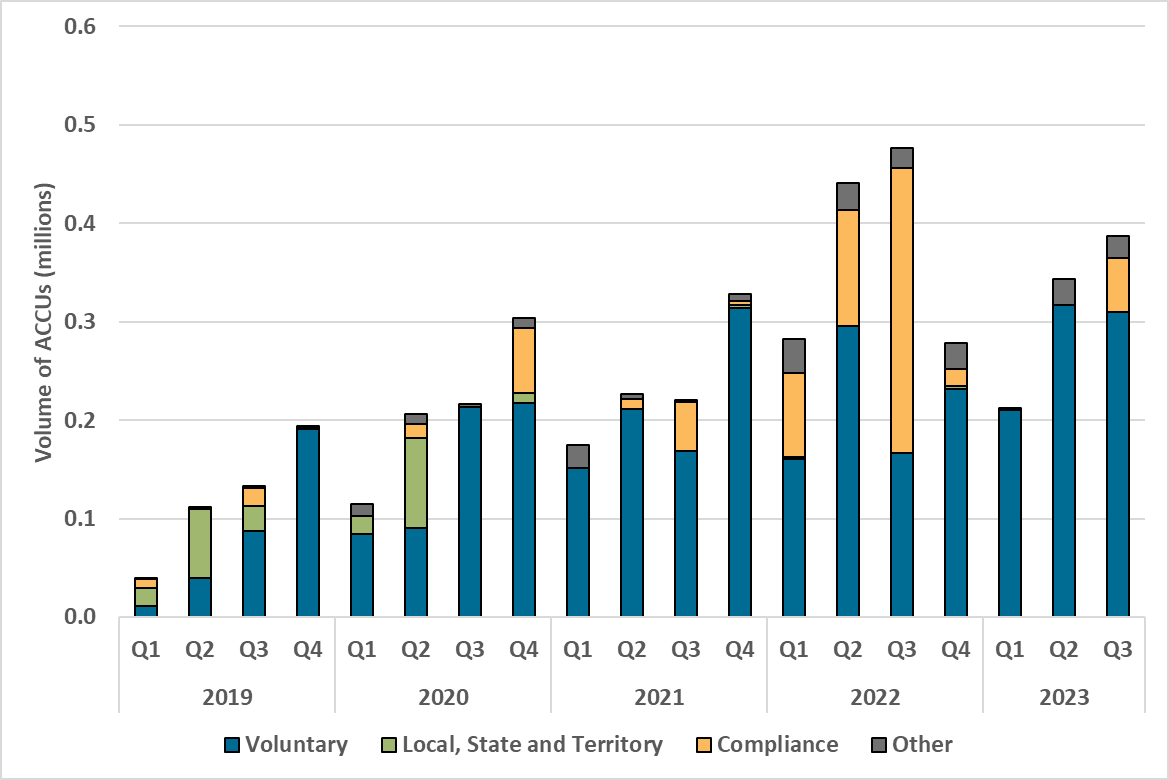 Volume of ACCUs (millions)
0.6
0.5
0.4
0.3
0.2
0.1
0.0
Q1 Q2 Q3 Q4 Q1 Q2 Q3 Q4 Q1 Q2 Q3 Q4 Q1 Q2 Q3 Q4 Q1 Q2 Q3
2019 2020 2021 2022 2023
Voluntary Local, State and Territory Compliance Other